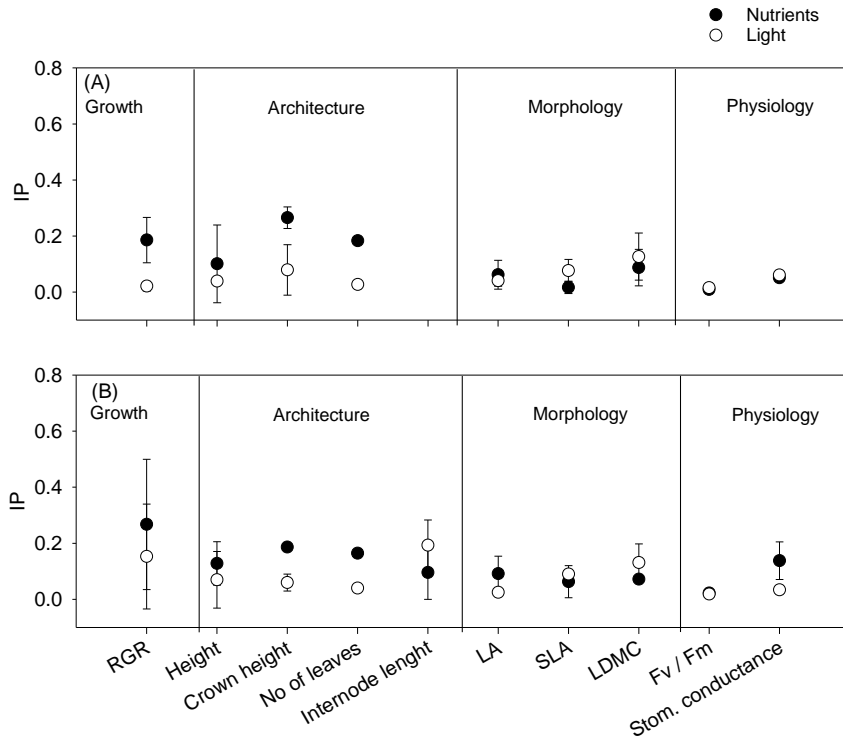 Nutrients
Light
0.8
(A)
Growth
Architecture
Morphology
Physiology
0.6
0.4
IP
0.2
0.0
0.8
(B)
Growth
Architecture
Morphology
Physiology
0.6
0.4
IP
0.2
0.0
RGR
Height
Crown height
No of leaves
Internode lenght
LA
SLA
LDMC
Fv / Fm
Stom. conductance